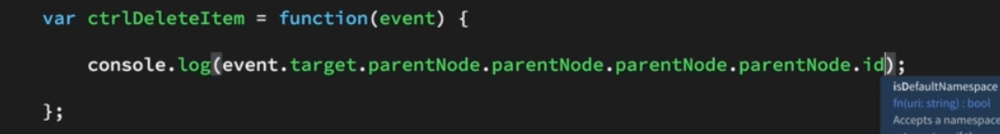 var ctrlDeleteItem = function(event) {
console.log(event.target.parentNode.parentNode.parentNode.parentNode.id);
isDefaultNamespace
fn(uri: string) : bool
Accepts a namespace
};